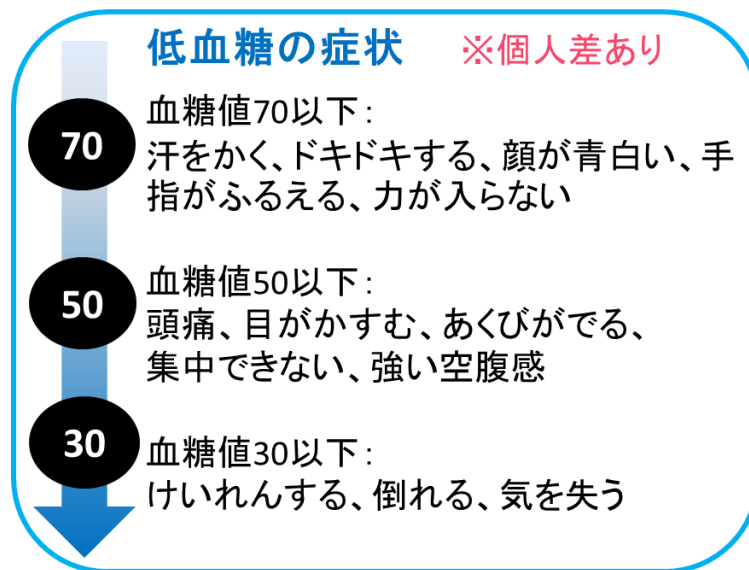 低血糖の症状 ※個人差あり
70
血糖値70以下：
汗をかく、ドキドキする、顔が青白い、手
指がふるえる、力が入らない
50
血糖値50以下：
頭痛、目がかすむ、あくびがでる、
集中できない、強い空腹感
30
血糖値30以下：
けいれんする、倒れる、気を失う